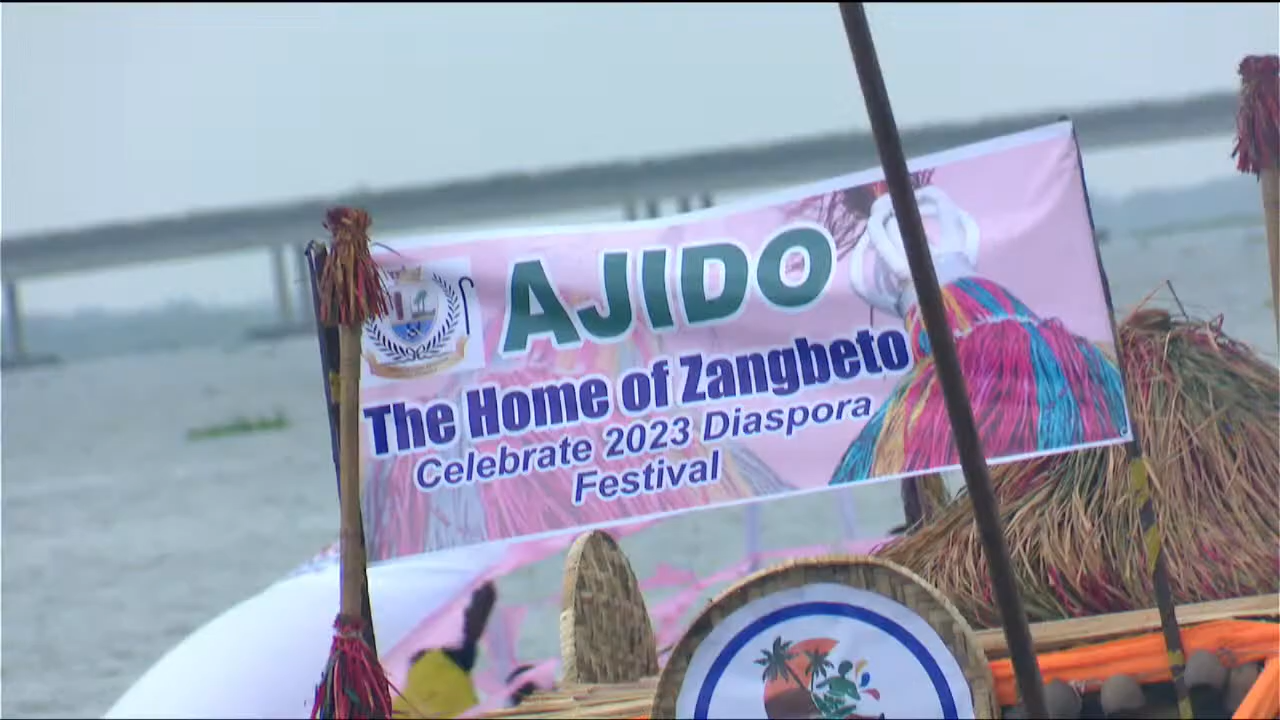 AJIDO
The Home of Zangbeto
Celebrate 2023 Diaspora
Festival